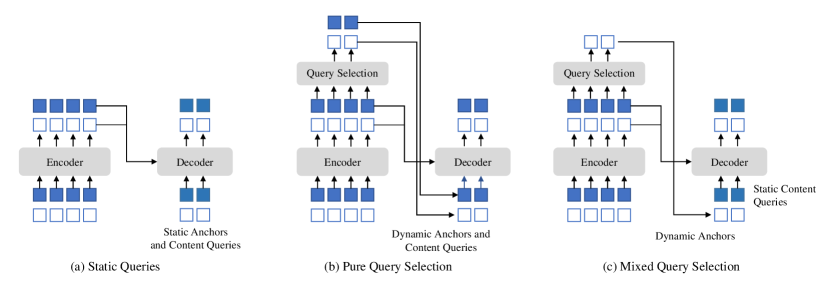 Encoder
Decoder
Static Anchors
and Content Queries
(a) Static Queries
Query Selection
Encoder
Decoder
Dynamic Anchors and
Content Queries
(b) Pure Query Selection
Query Selection
Encoder
Decoder
Static Content
Queries
Dynamic Anchors
(c) Mixed Query Selection